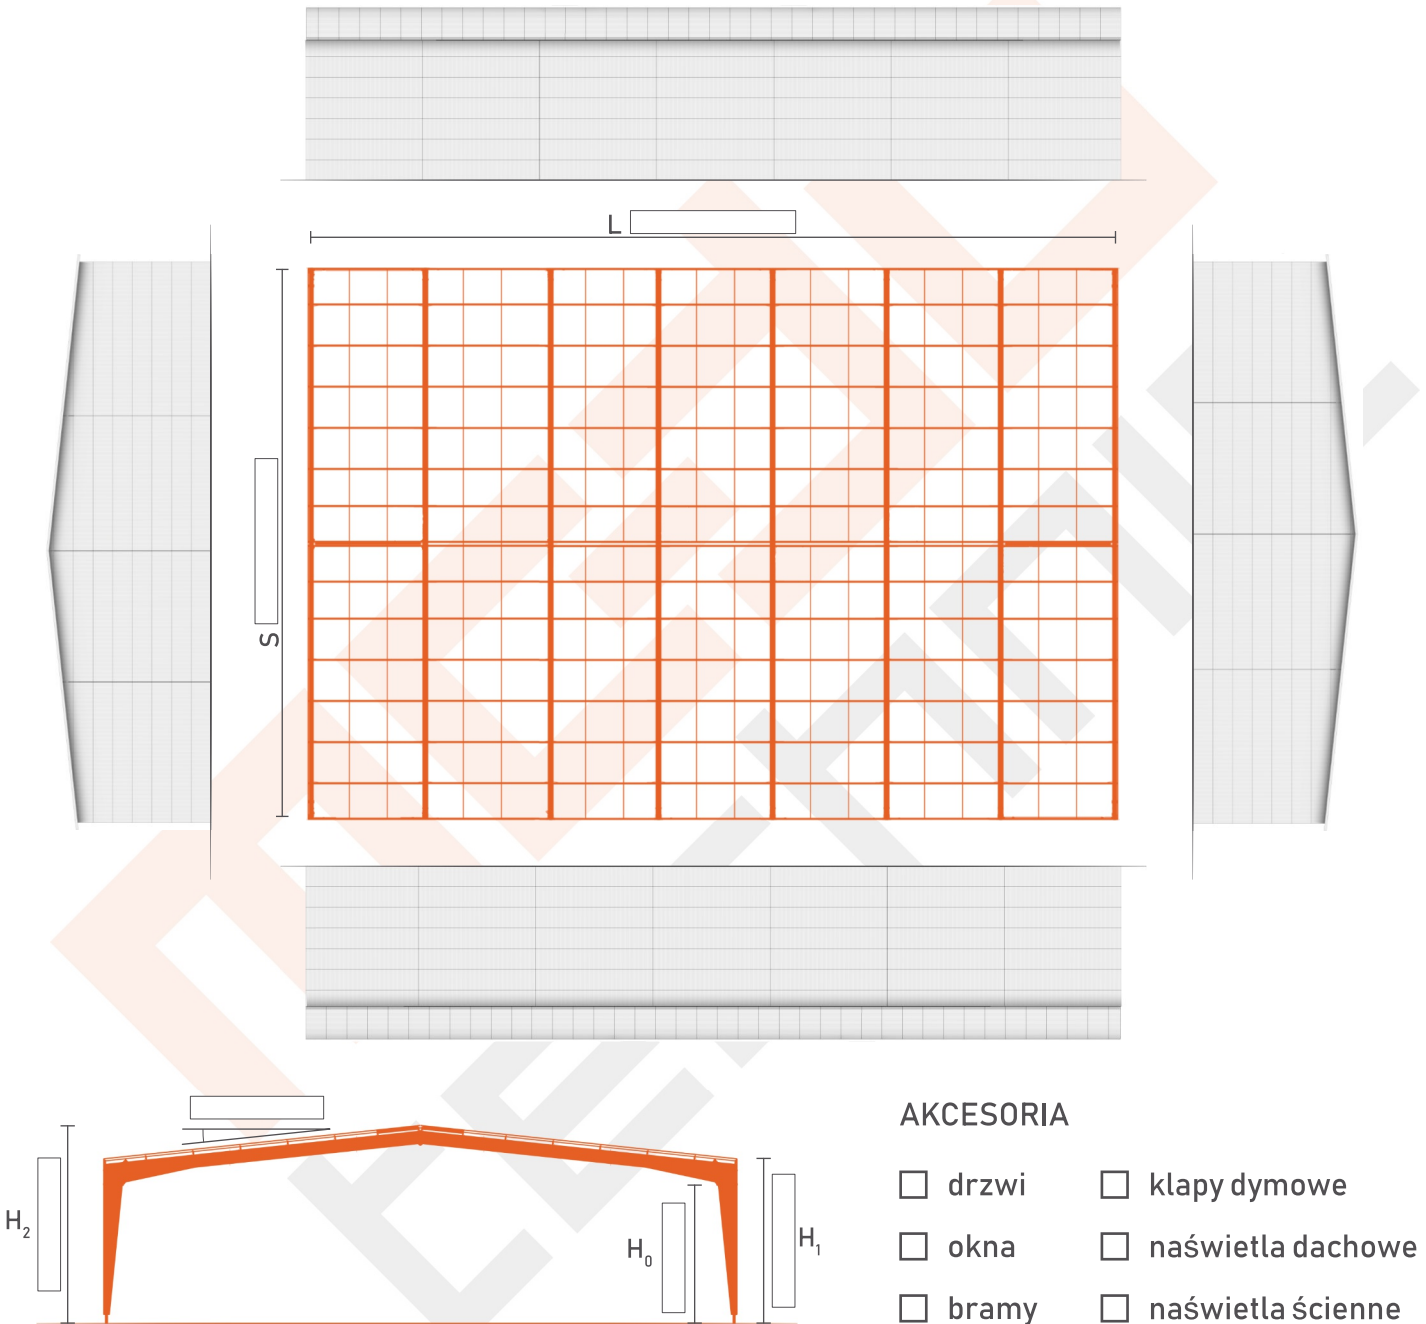 L
S
AKCESORIA
drzwi klapy dymowe
H₂ H₀ H₁
okna naświetla dachowe
bramy naświetla ścienne